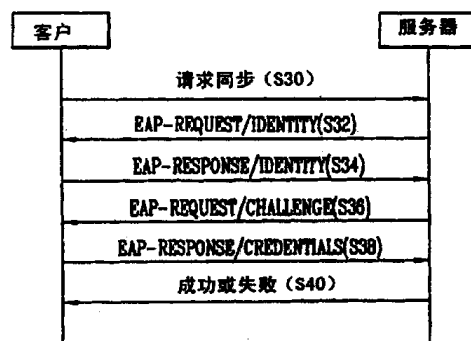 客户
服务器
请求同步（S30）
EAP-REQUEST/IDENTITY(S32)
EAP-RESPONSE/IDENTITY(S34)
EAP-REQUEST/CHALLENGE(S36)
EAP-RESPONSE/CREDENTIALS(S38)
成功或失败（S40）